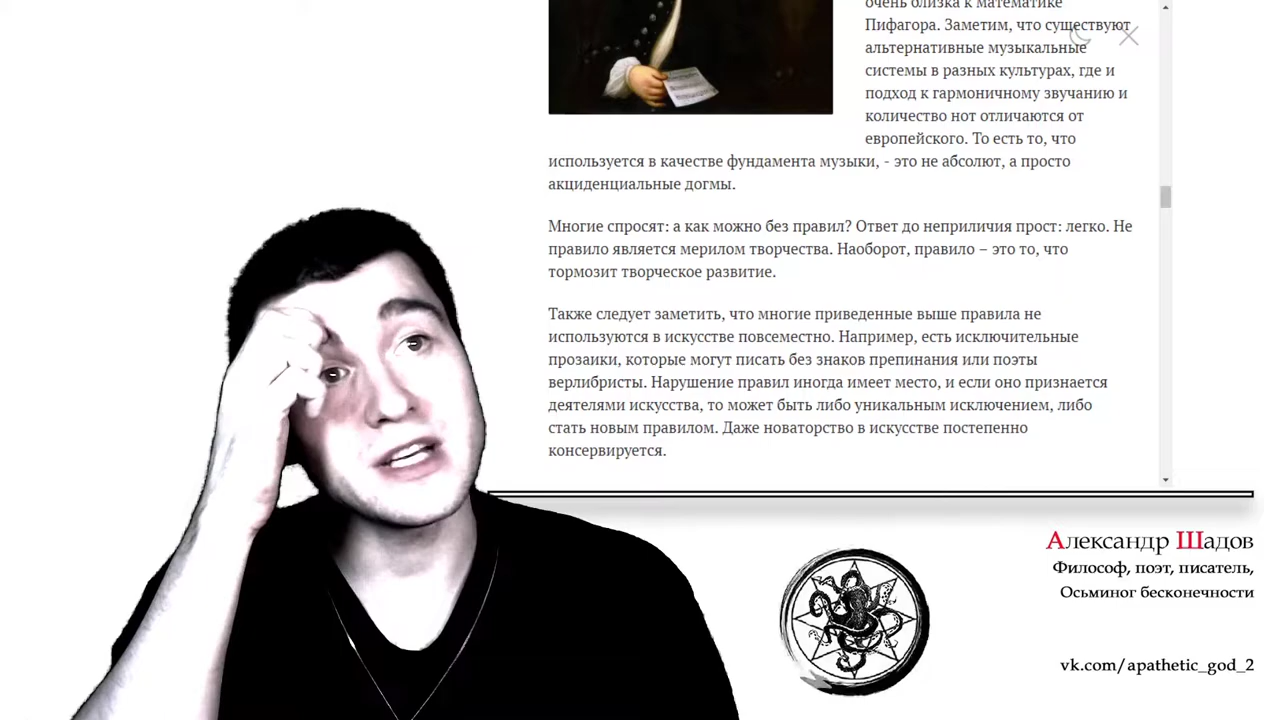 очень близка к математике
Пифагора. Заметим, что существуют
альтернативные музыкальные
системы в разных культурах, где и
подход к гармоничному звучанию и
количество нот отличаются от
европейского. То есть то, что
используется в качестве фундамента музыки, - это не абсолют, а просто
акциденциальные догмы.
Многие спросят: а как можно без правил? Ответ до неприличия прост: легко. Не
правило является мерилом творчества. Наоборот, правило – это то, что
тормозит творческое развитие.
Также следует заметить, что многие приведенные выше правила не
используются в искусстве повсеместно. Например, есть исключительные
прозаики, которые могут писать без знаков препинания или поэты
верлибристы. Нарушение правил иногда имеет место, и если оно признается
деятелями искусства, то может быть либо уникальным исключением, либо
стать новым правилом. Даже новаторство в искусстве постепенно
консервируется.
Александр Шадов
Философ, поэт, писатель,
Осьминог бесконечности
vk.com/apathetic_god_2